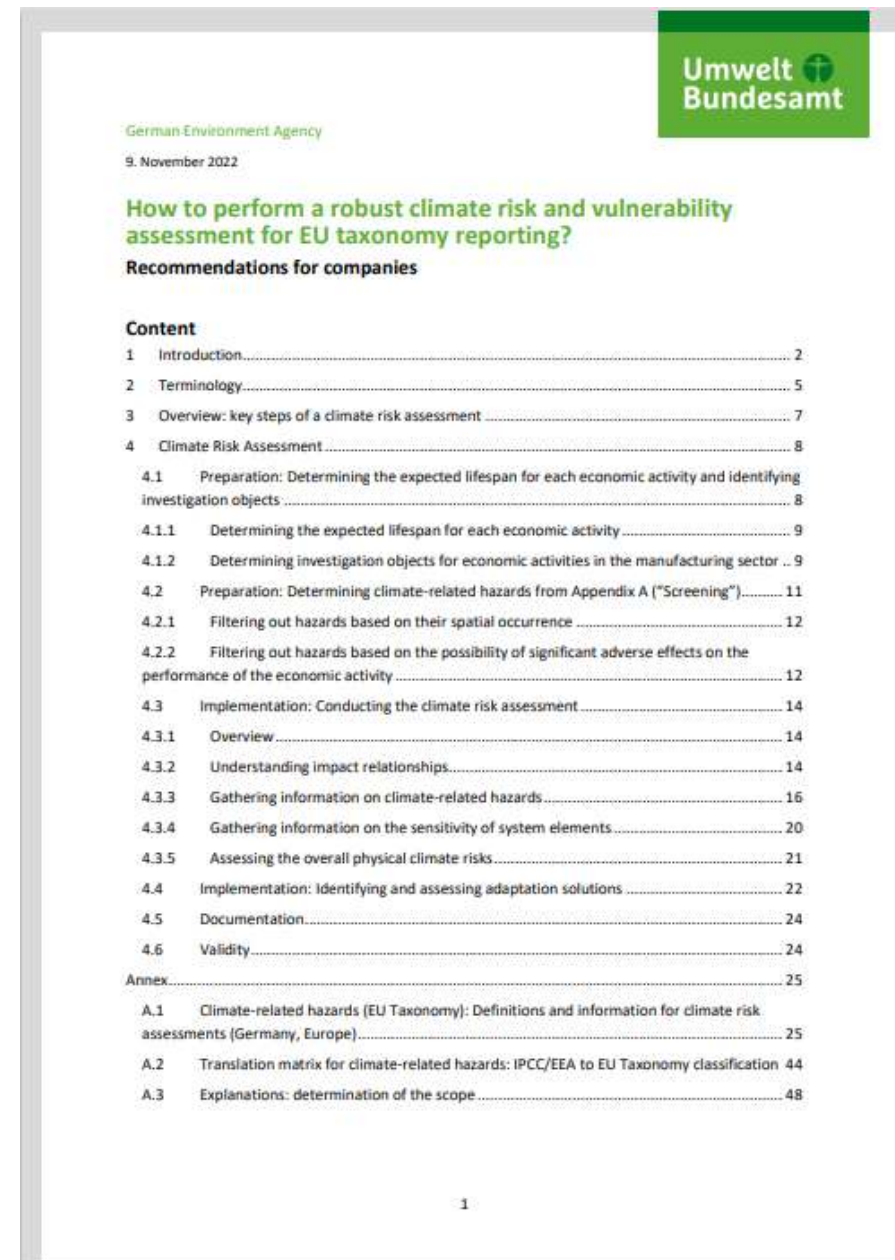 Umwelt
Bundesamt
German Environment Agency
9. November 2022
How to perform a robust climate risk and vulnerability
assessment for EU taxonomy reporting?
Recommendations for companies
Content
1 Introduction 2
2 Terminology 5
3 Overview: key steps of a climate risk assessment 7
4 Climate Risk Assessment 8
4.1 Preparation: Determining the expected lifespan for each economic activity and identifying
investigation objects 8
4.1.1 Determining the expected lifespan for each economic activity 9
4.1.2 Determining investigation objects for economic activities in the manufacturing sector .. 9
4.2 Preparation: Determining climate-related hazards from Appendix A ("Screening") 11
4.2.1 Filtering out hazards based on their spatial occurrence 12
4.2.2 Filtering out hazards based on the possibility of significant adverse effects on the
performance of the economic activity 12
4.3 Implementation: Conducting the climate risk assessment 14
4.3.1 Overview 14
4.3.2 Understanding impact relationships 14
4.3.3 Gathering information on climate-related hazards 16
4.3.4 Gathering information on the sensitivity of system elements 20
4.3.5 Assessing the overall physical climate risks 21
4.4 Implementation: Identifying and assessing adaptation solutions 22
4.5 Documentation 24
4.6 Validity 24
Annex 25
A.1 Climate-related hazards (EU Taxonomy): Definitions and information for climate risk
assessments (Germany, Europe) 25
A.2 Translation matrix for climate-related hazards: IPCC/EEA to EU Taxonomy classification 44
A.3 Explanations: determination of the scope 48
1